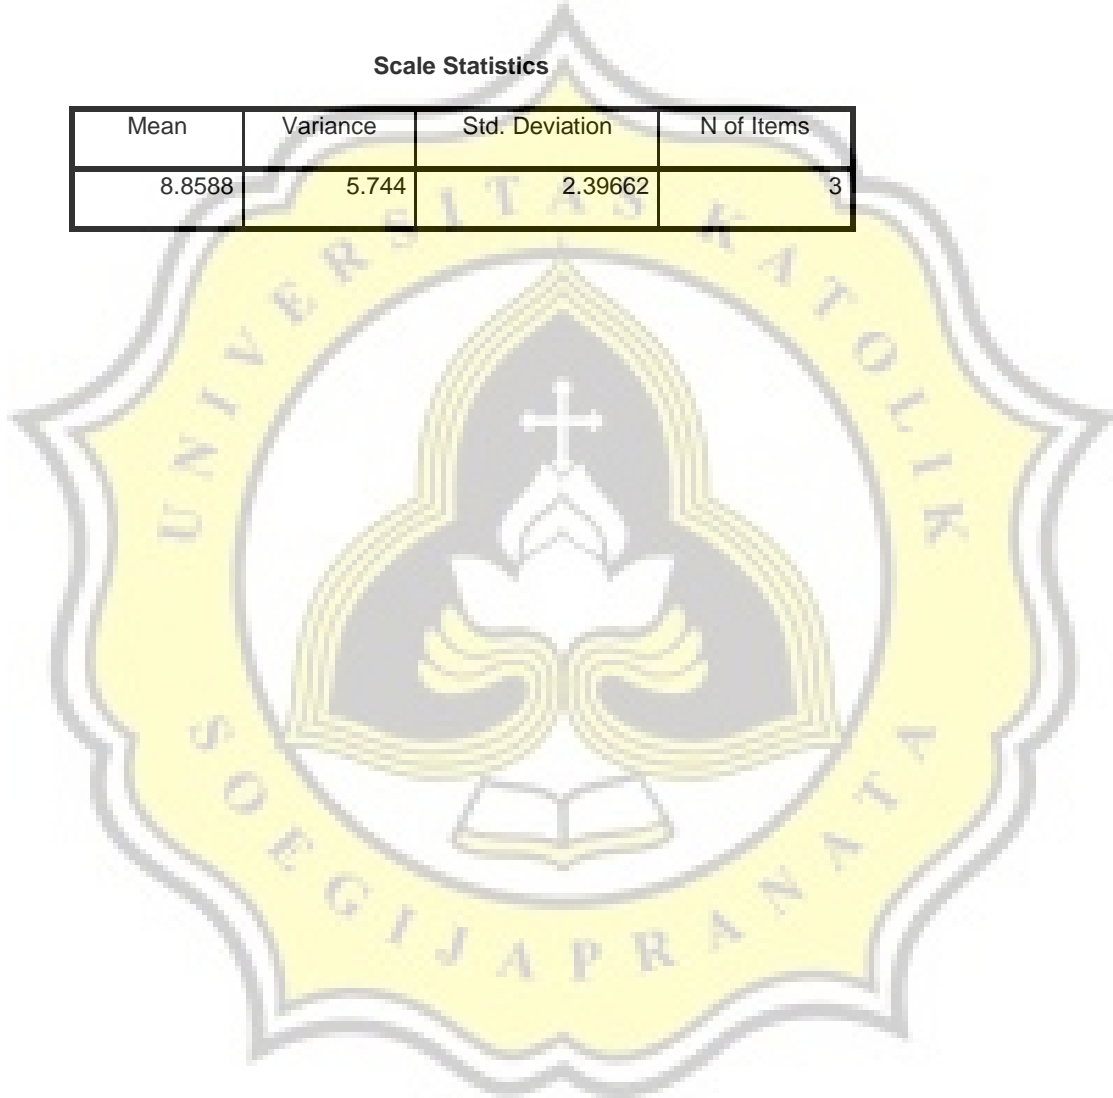 Scale Statistics
Mean Variance Std. Deviation N of Items
8.8588 5.744 2.39662 3
UNIVERSITAS KATOLIK
SOEGIJAPRANATA